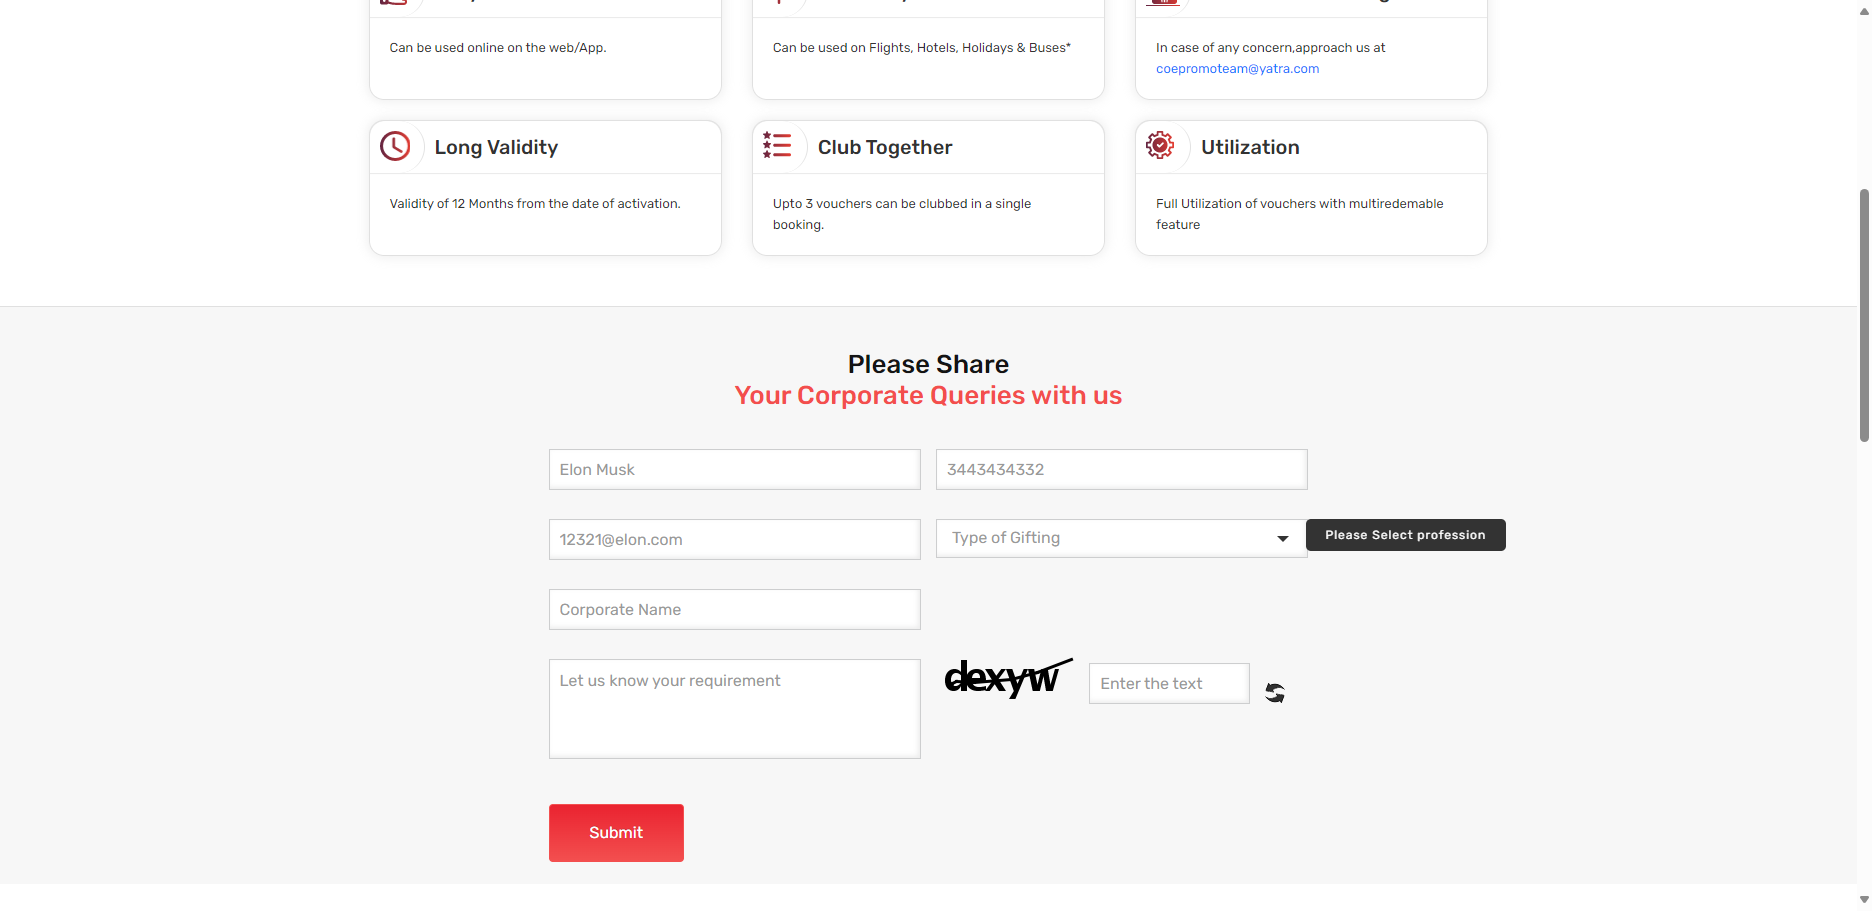 Can be used online on the web/App.
Can be used on Flights, Hotels, Holidays & Buses*
In case of any concern,approach us at
coepromoteam@yatra.com
Long Validity
Club Together
Utilization
Validity of 12 Months from the date of activation.
Upto 3 vouchers can be clubbed in a single
booking.
Full Utilization of vouchers with multiredemable
feature
Please Share
Your Corporate Queries with us
Elon Musk
3443434332
12321@elon.com
Type of Gifting
Please Select profession
Corporate Name
Let us know your requirement
dexyw
Enter the text
Submit